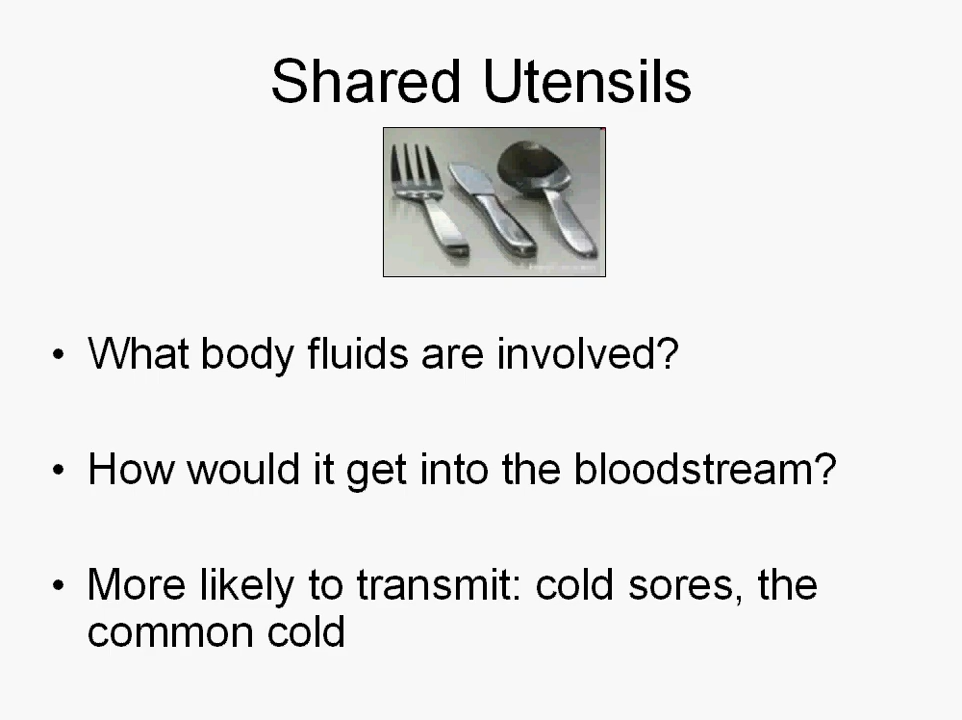 Shared Utensils
• What body fluids are involved?
• How would it get into the bloodstream?
• More likely to transmit: cold sores, the
common cold